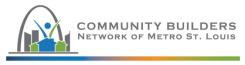 COMMUNITY BUILDERS
NETWORK OF METRO ST. LOUIS